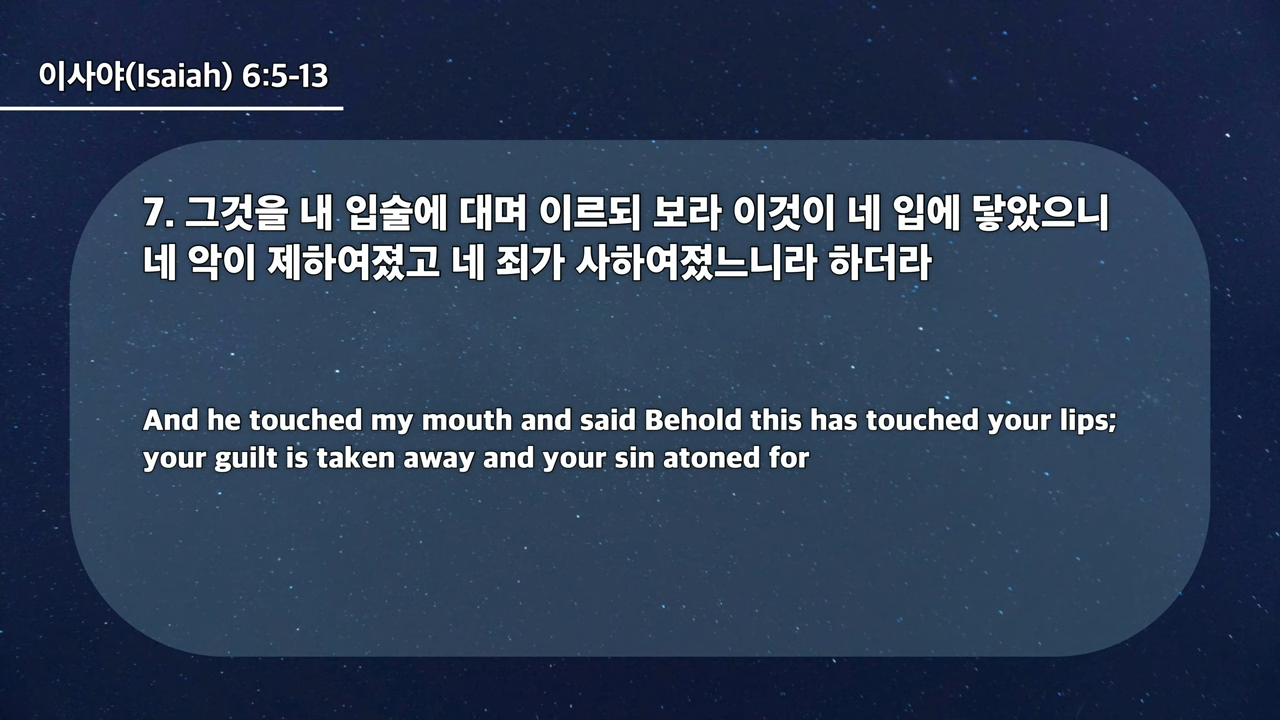 이사야(Isaiah) 6:5-13
7. 그것을 내 입술에 대며 이르되 보라 이것이 네 입에 닿았으니
네 악이 제하여졌고 네 죄가 사하여졌느니라 하더라
And he touched my mouth and said Behold this has touched your lips;
your guilt is taken away and your sin atoned for